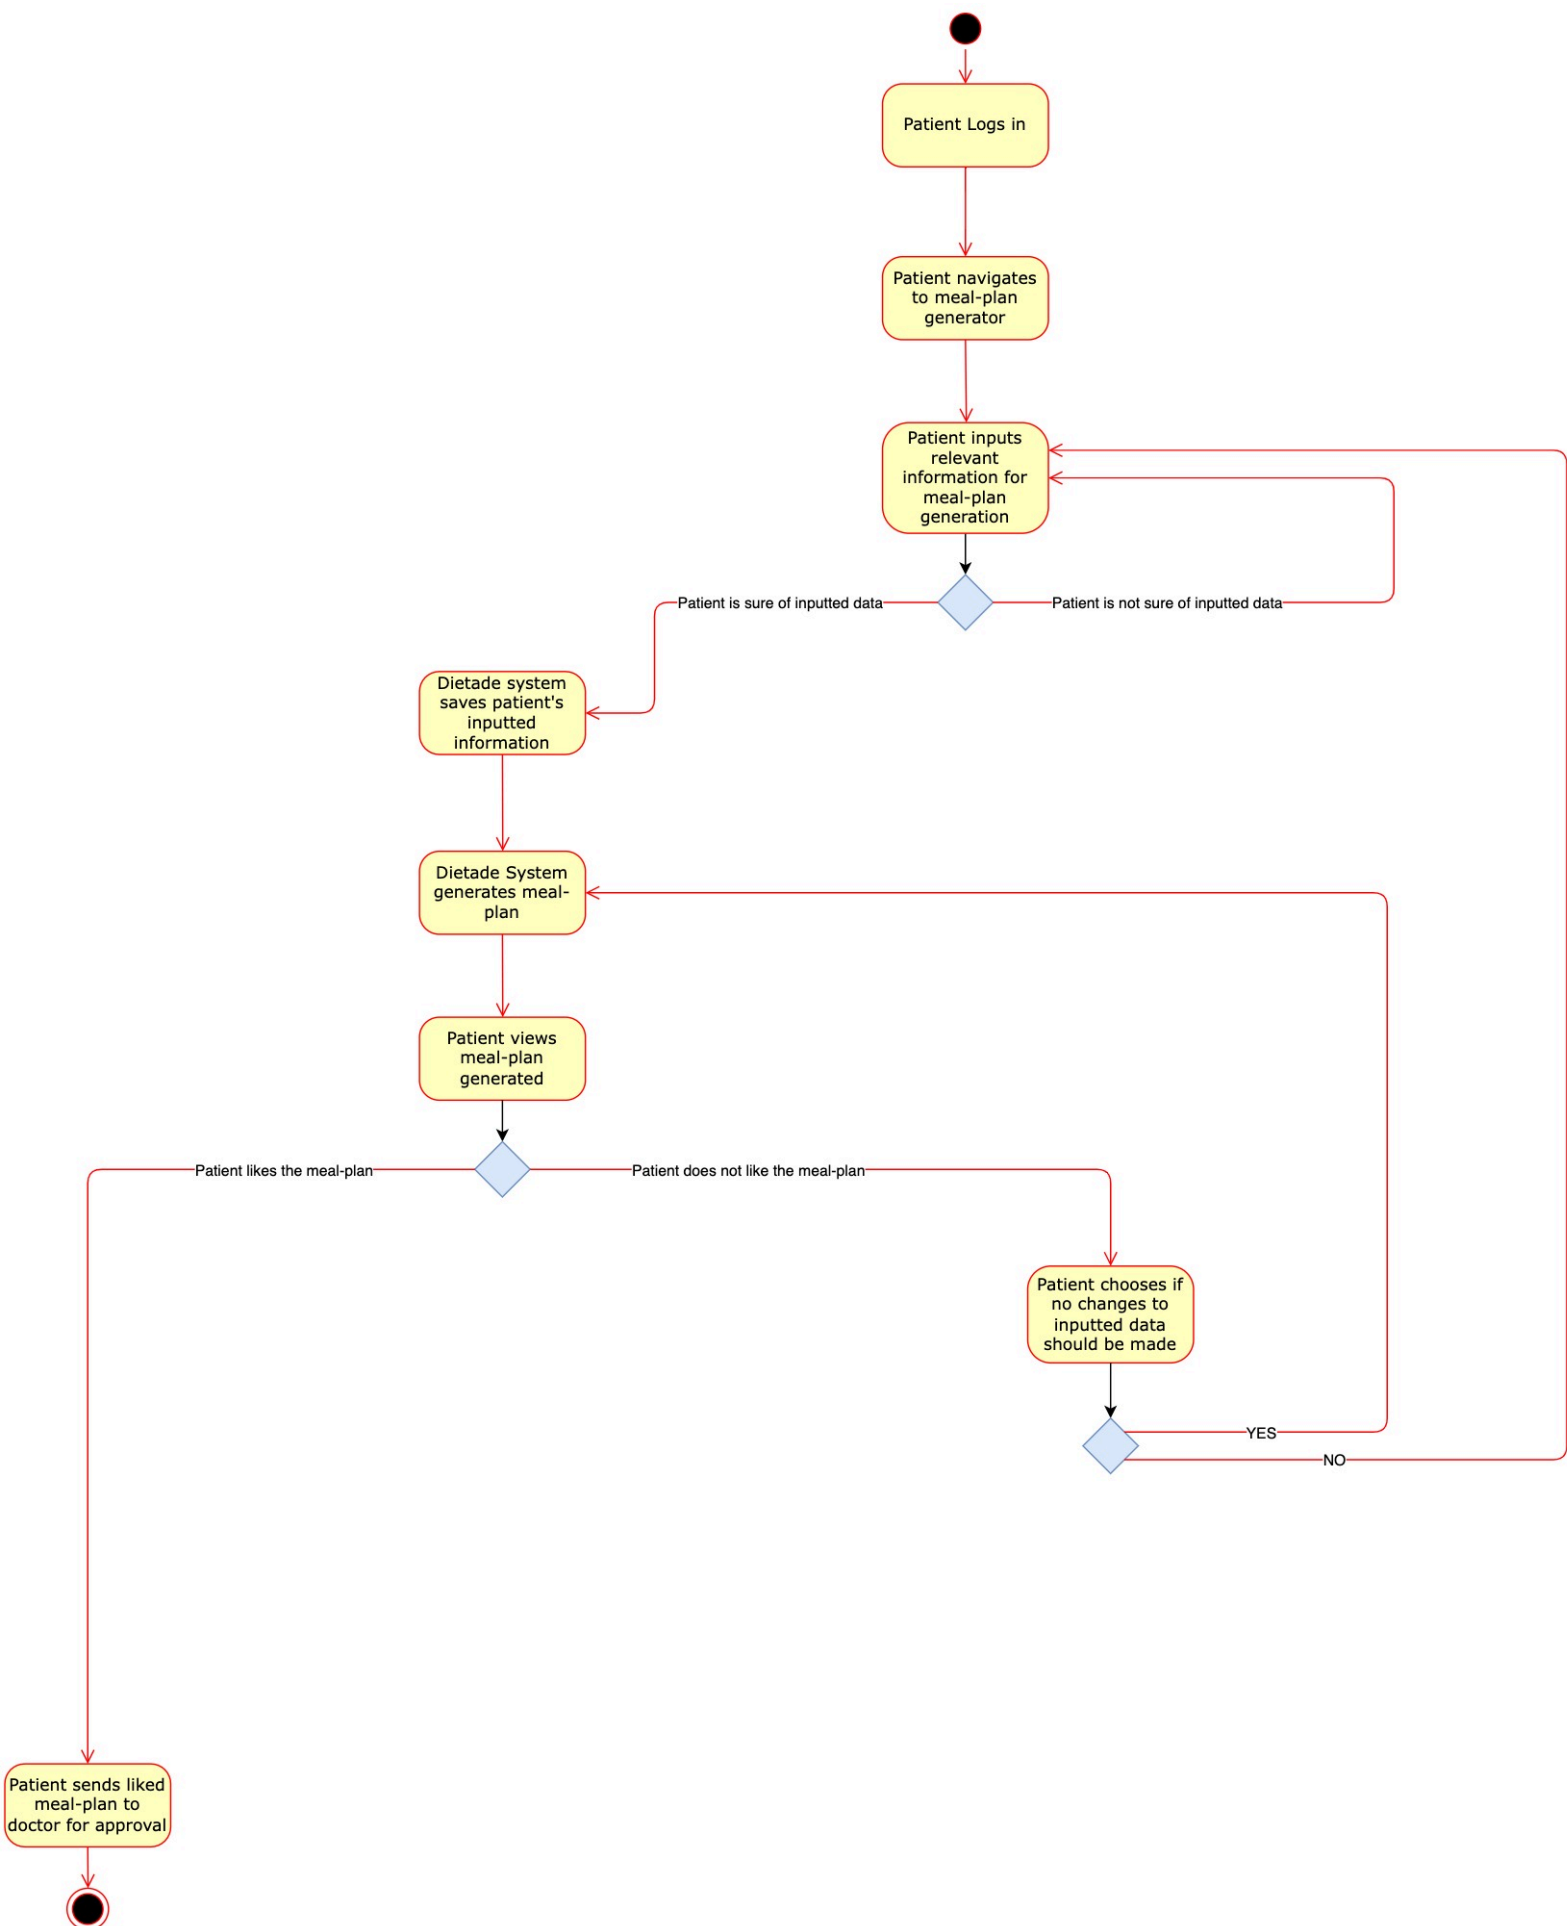 Patient Logs in
Patient navigates
to meal-plan
generator
Patient inputs
relevant
information for
meal-plan
generation
Patient is sure of inputted data
Patient is not sure of inputted data
Dietade system
saves patient's
inputted
information
Dietade System
generates meal-
plan
Patient views
meal-plan
generated
Patient likes the meal-plan
Patient does not like the meal-plan
Patient chooses if
no changes to
inputted data
should be made
YES
NO
Patient sends liked
meal-plan to
doctor for approval